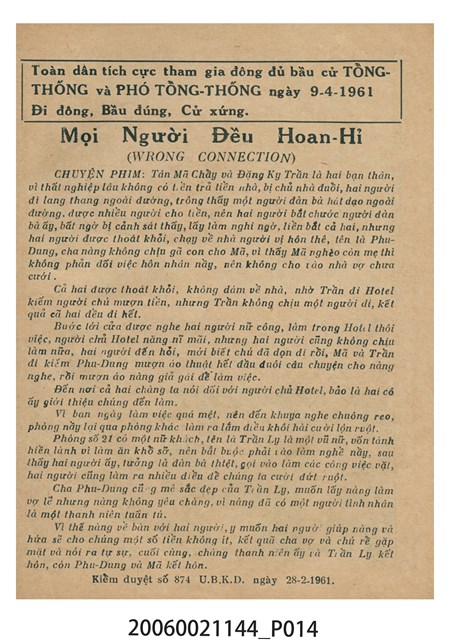 Toàn dân tích cực tham gia đông đủ bầu cử TỔNG-
THỐNG và PHÓ TỔNG-THỐNG ngày 9-4-1961
Đi đông, Bầu đúng, Cử xứng.
Mọi Người Đều Hoan-Hỉ
(WRONG CONNECTION)
CHUYỆN PHIM: Tán Mã Chầy và Đặng Ky Trần là hai bạn thân,
vì thất nghiệp lâu không có tiền trả tiền nhà, bị chủ nhà đuổi, hai người
đi lang thang ngoài đường, trông thấy một người đàn bà hát dạo ngoài
đường, được nhiều người cho tiền, nên hai người bắt chước người đàn
bà ấy, bất ngờ bị cảnh sát thấy, lấy làm nghi ngờ, liền bắt cả hai, nhưng
hai người được thoát khỏi, chạy về nhà người vị hôn thê, tên là Phu-
Dung, cha nàng không chịu gã con cho Mã, vì thấy Mã nghèo còn mẹ thì
không phản đối việc hôn nhân nầy, nên không cho vào nhà vợ chưa
cưới.
Cả hai được thoát khỏi, không dám về nhà, nhờ Trần đi Hotel
kiếm người chú mượn tiền, nhưng Trần không chịu một người đi, kết
quả cã hai đều đi hết.
Bước tới cửa được nghe hai người nữ công, làm trong Hotel thôi
việc, người chũ Hotel năng nĩ mãi, nhưng hai người cũng không chịu
làm nữa, hai người đến hỏi, mới biết chú đã dọn đi rồi, Mã và Trần
đi kiếm Phu-Dung mượn áo thuật hết đầu đuôi câu chuyện cho nàng
nghe, rồi mượn áo nàng giả gái để làm việc.
Đến nơi cả hai chàng ta nói dối với người chủ Hotel, bảo là hai cô
ấy giới thiệu chúng đến làm.
Vì ban ngày làm việc quá mệt, nên đến khuya nghe chuông reo,
phòng nầy lại qua phòng khác làm ra lắm điều khôi hài cười lộn ruột.
Phòng số 21 có một nữ khách, tên là Trần Ly là một vũ nữ, vốn tánh
hiền lành vì làm ăn khổ sở, nên bắt buộc phải vào làm nghề nầy, sau
thấy hai người ấy, tưởng là đàn bà thiệt, gọi vào làm các công việc vặt,
hai người cũng làm ra nhiều điều để chúng ta cười đứt ruột.
Cha Phu-Dung cũng mê sắc đẹp của Trần Ly, muốn lấy nàng làm
vợ lẽ nhưng nàng không yêu chàng, vì nàng đã có một người tình nhân
là một thanh niên tuấn tú.
Vì thế nàng về bàn với hai người, y muốn hai người giúp nàng và
hứa sẽ cho chúng một số tiền không ít, kết quả cha vợ và chú rễ gặp
mặt và nói ra tự sự, cuối cùng, chàng thanh niên ấy và Trần Ly kết
hôn, còn Phu-Dung và Mã kết hôn.
Kiểm duyệt số 874 U.B.K.D. ngày 28-2-1961.
20060021144_P014